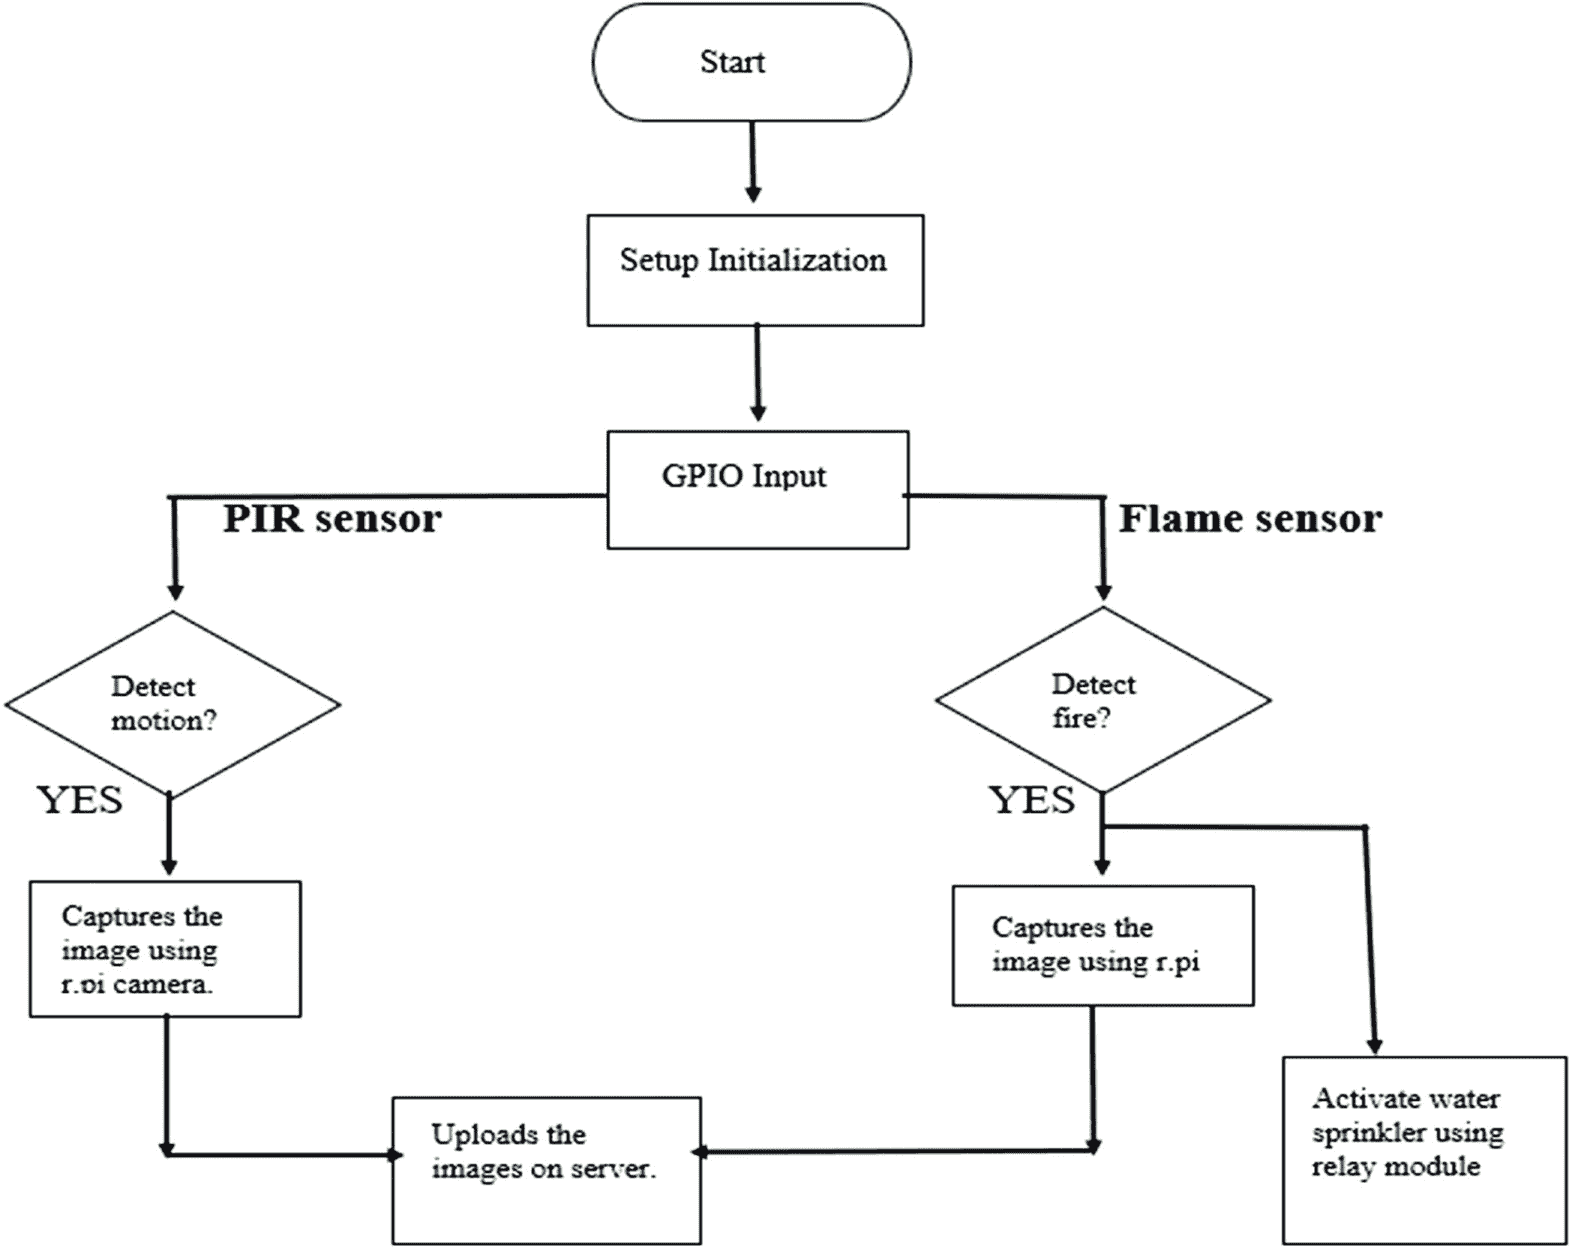 Start
Setup Initialization
GPIO Input
PIR sensor
Flame sensor
Detect
motion?
Detect
fire?
YES
YES
Captures the
image using
r.pi camera.
Captures the
image using r.pi
Uploads the
images on server.
Activate water
sprinkler using
relay module